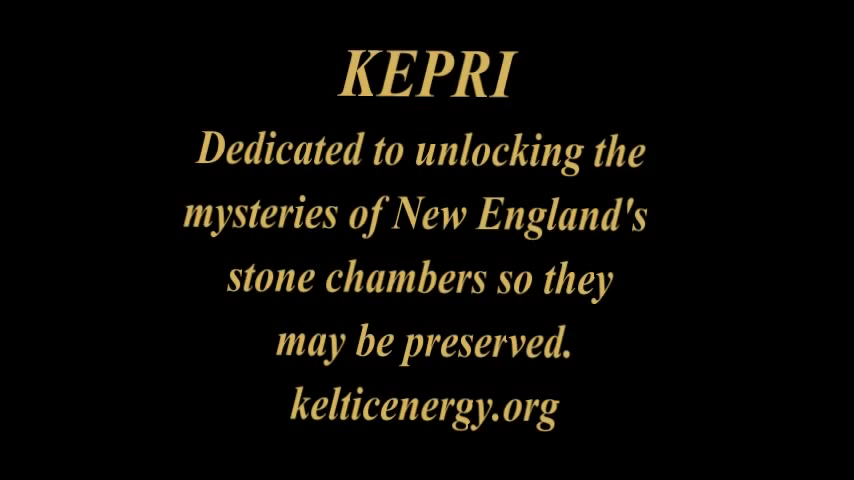 KEPRI
Dedicated to unlocking the
mysteries of New England's
stone chambers so they
may be preserved.
kelticenergy.org